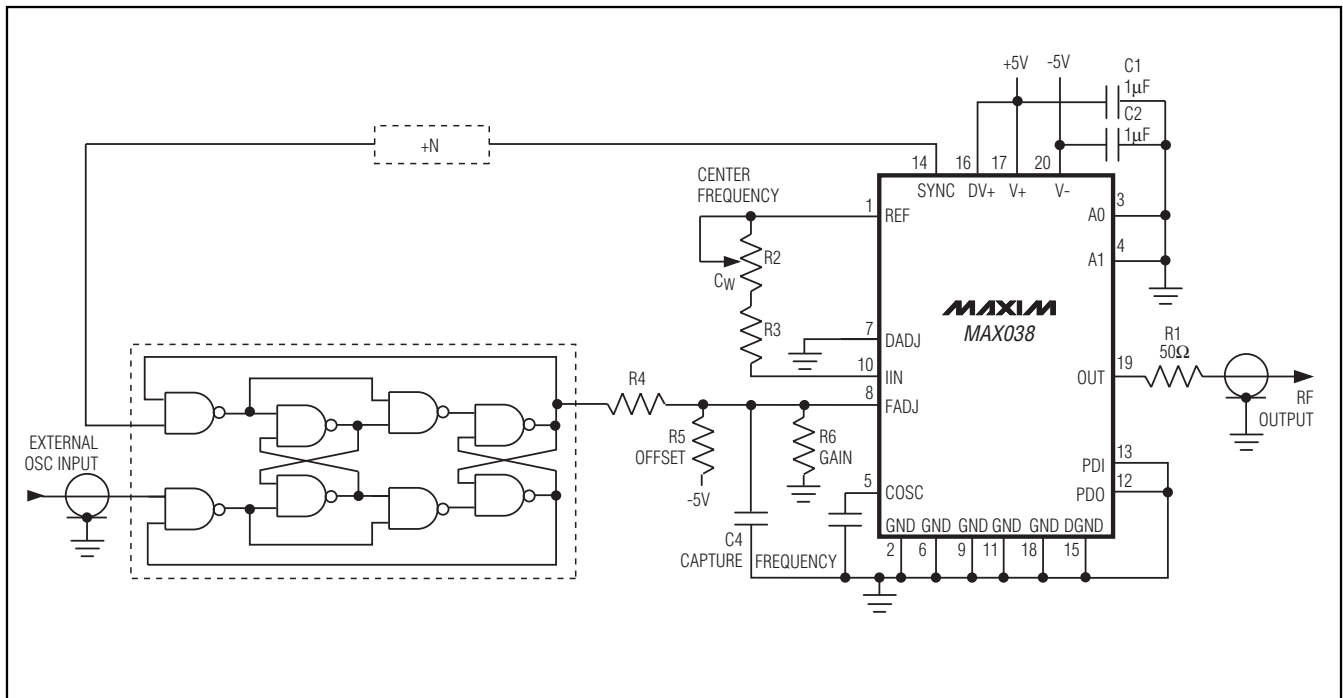 +5V -5V
C1
1µF
C2
1µF
+N
14 16 17 20
SYNC DV+ V+ V-
CENTER
FREQUENCY
1 REF
A0 3
R2
CW
A1 4
MAXIM
MAX038
R3
7 DADJ
R1
50Ω
10 IIN
OUT 19
R4
8 FADJ
RF
OUTPUT
EXTERNAL
OSC INPUT
R5
OFFSET
R6
GAIN
-5V
PDI 13
PDO 12
5 COSC
GND GND GND GND GND DGND
2 6 9 11 18 15
C4
CAPTURE FREQUENCY